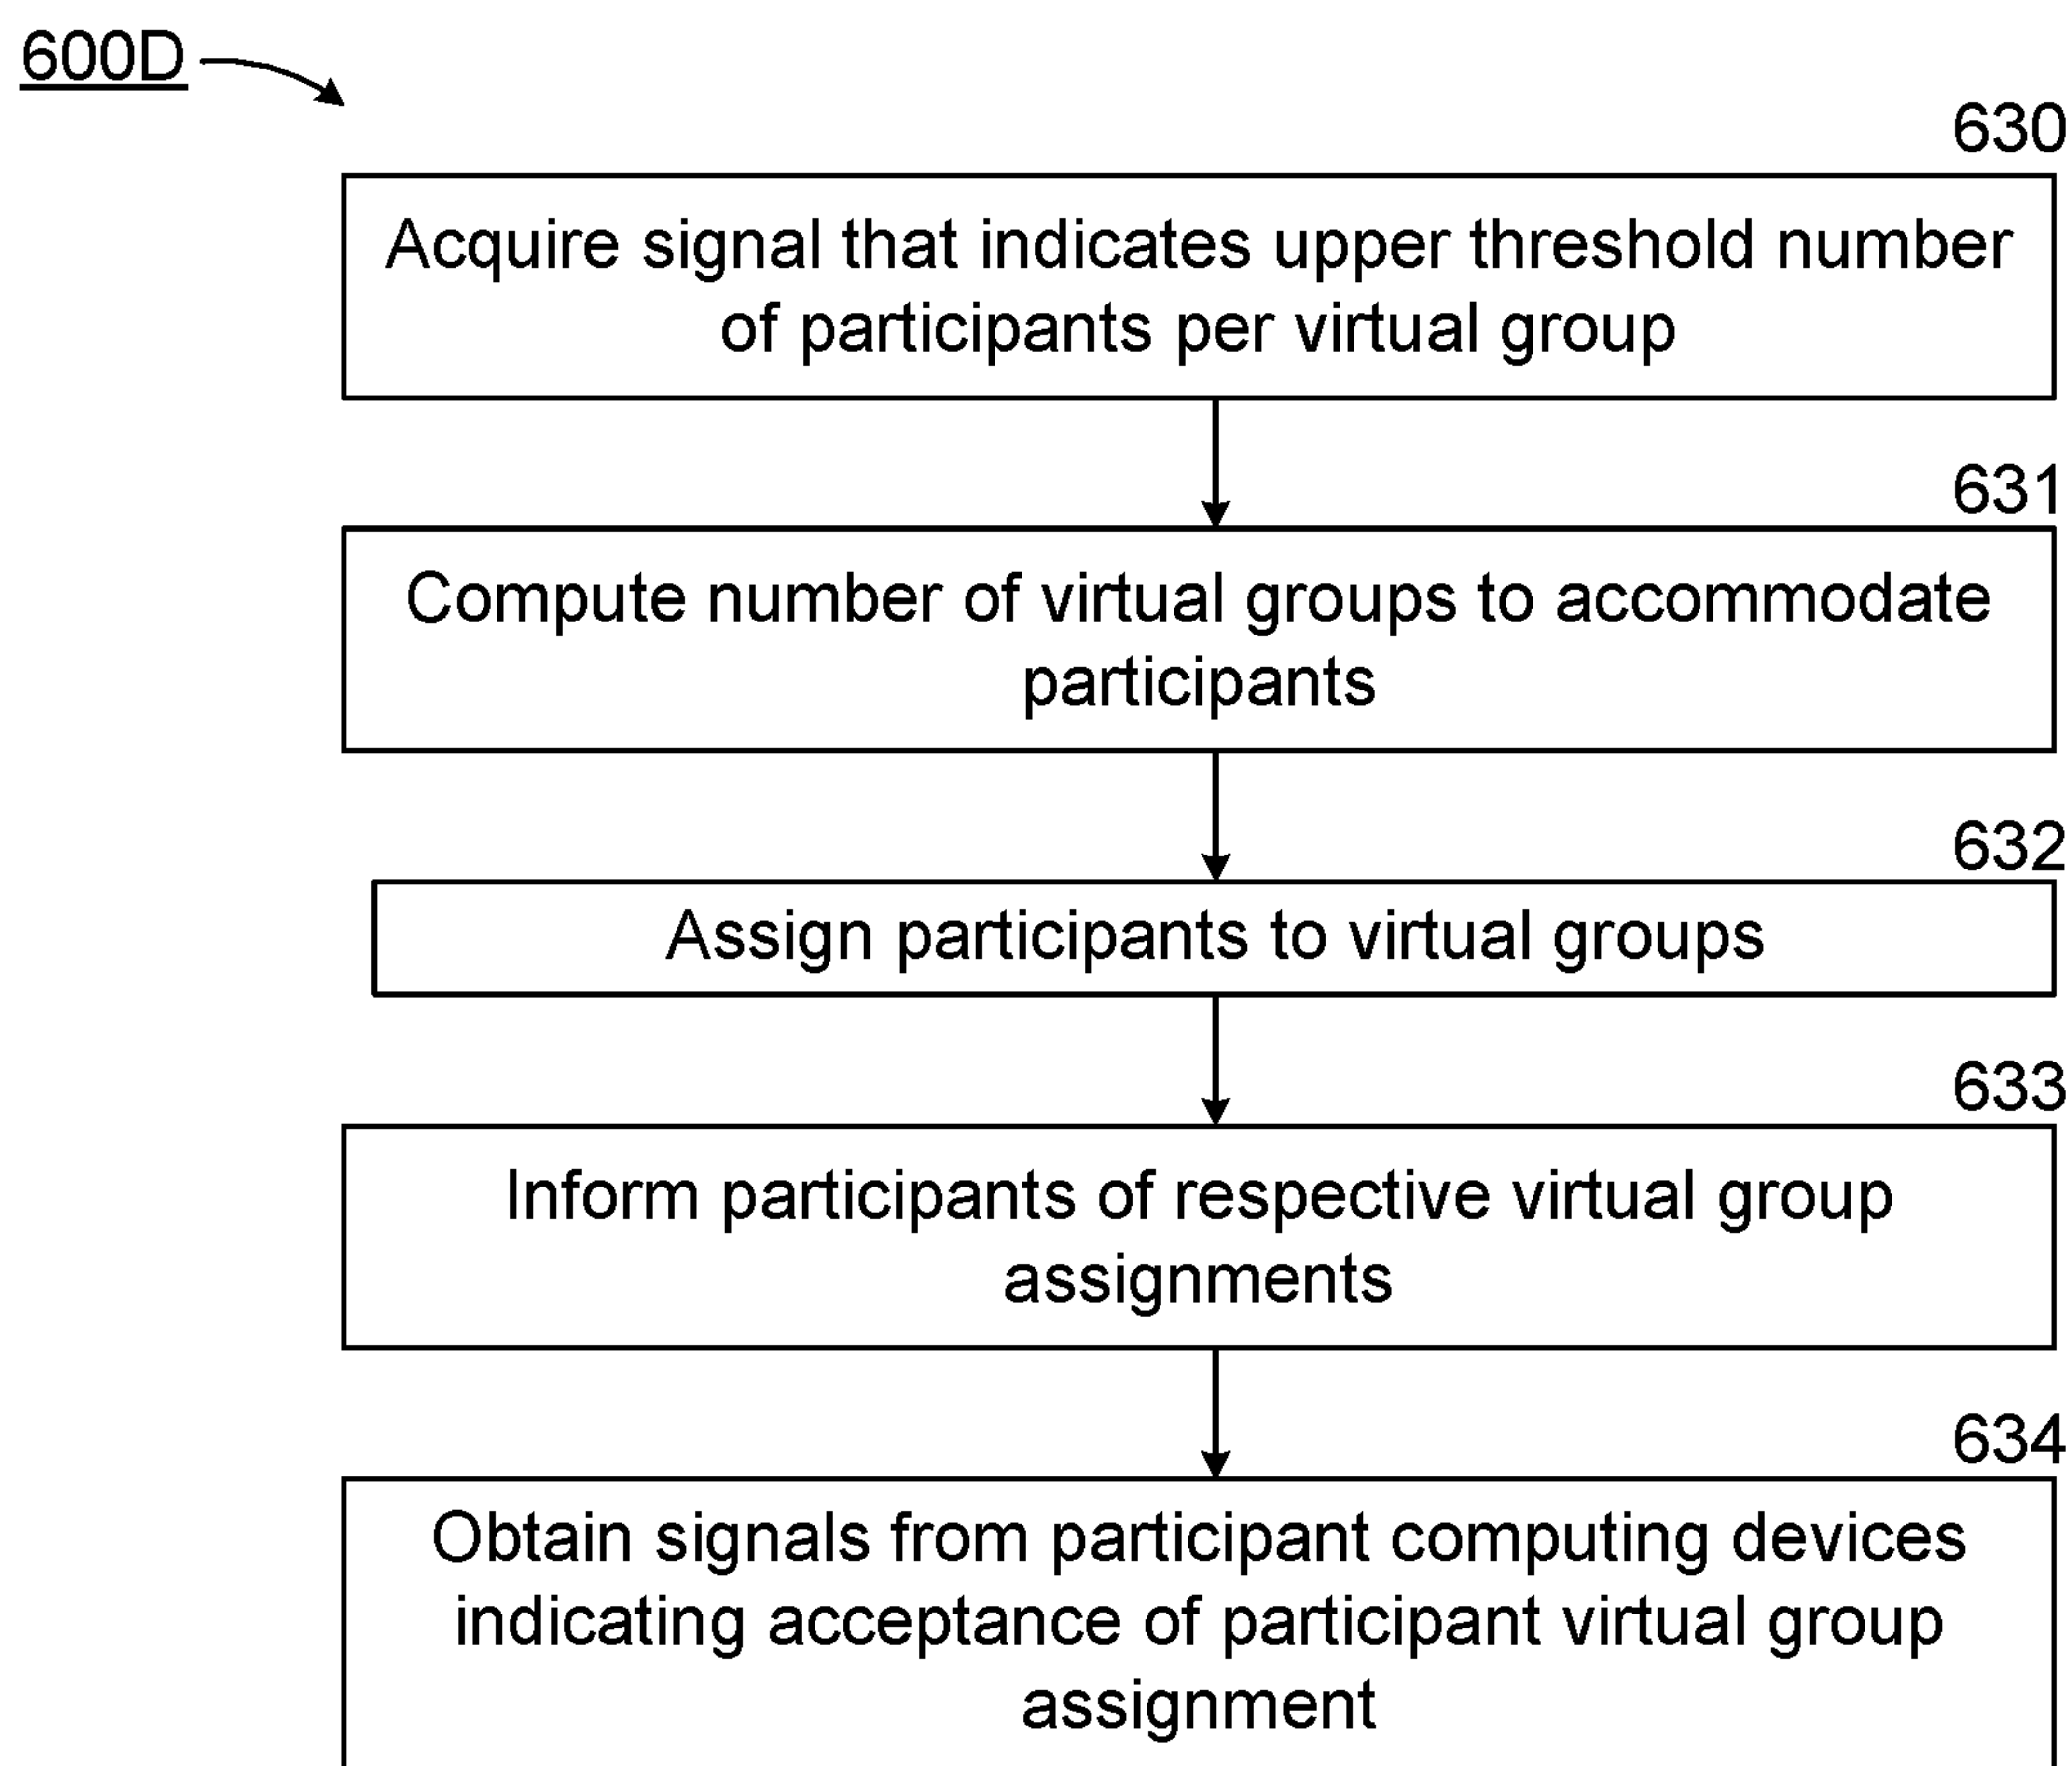 600D
630
Acquire signal that indicates upper threshold number
of participants per virtual group
631
Compute number of virtual groups to accommodate
participants
632
Assign participants to virtual groups
633
Inform participants of respective virtual group
assignments
634
Obtain signals from participant computing devices
indicating acceptance of participant virtual group
assignment